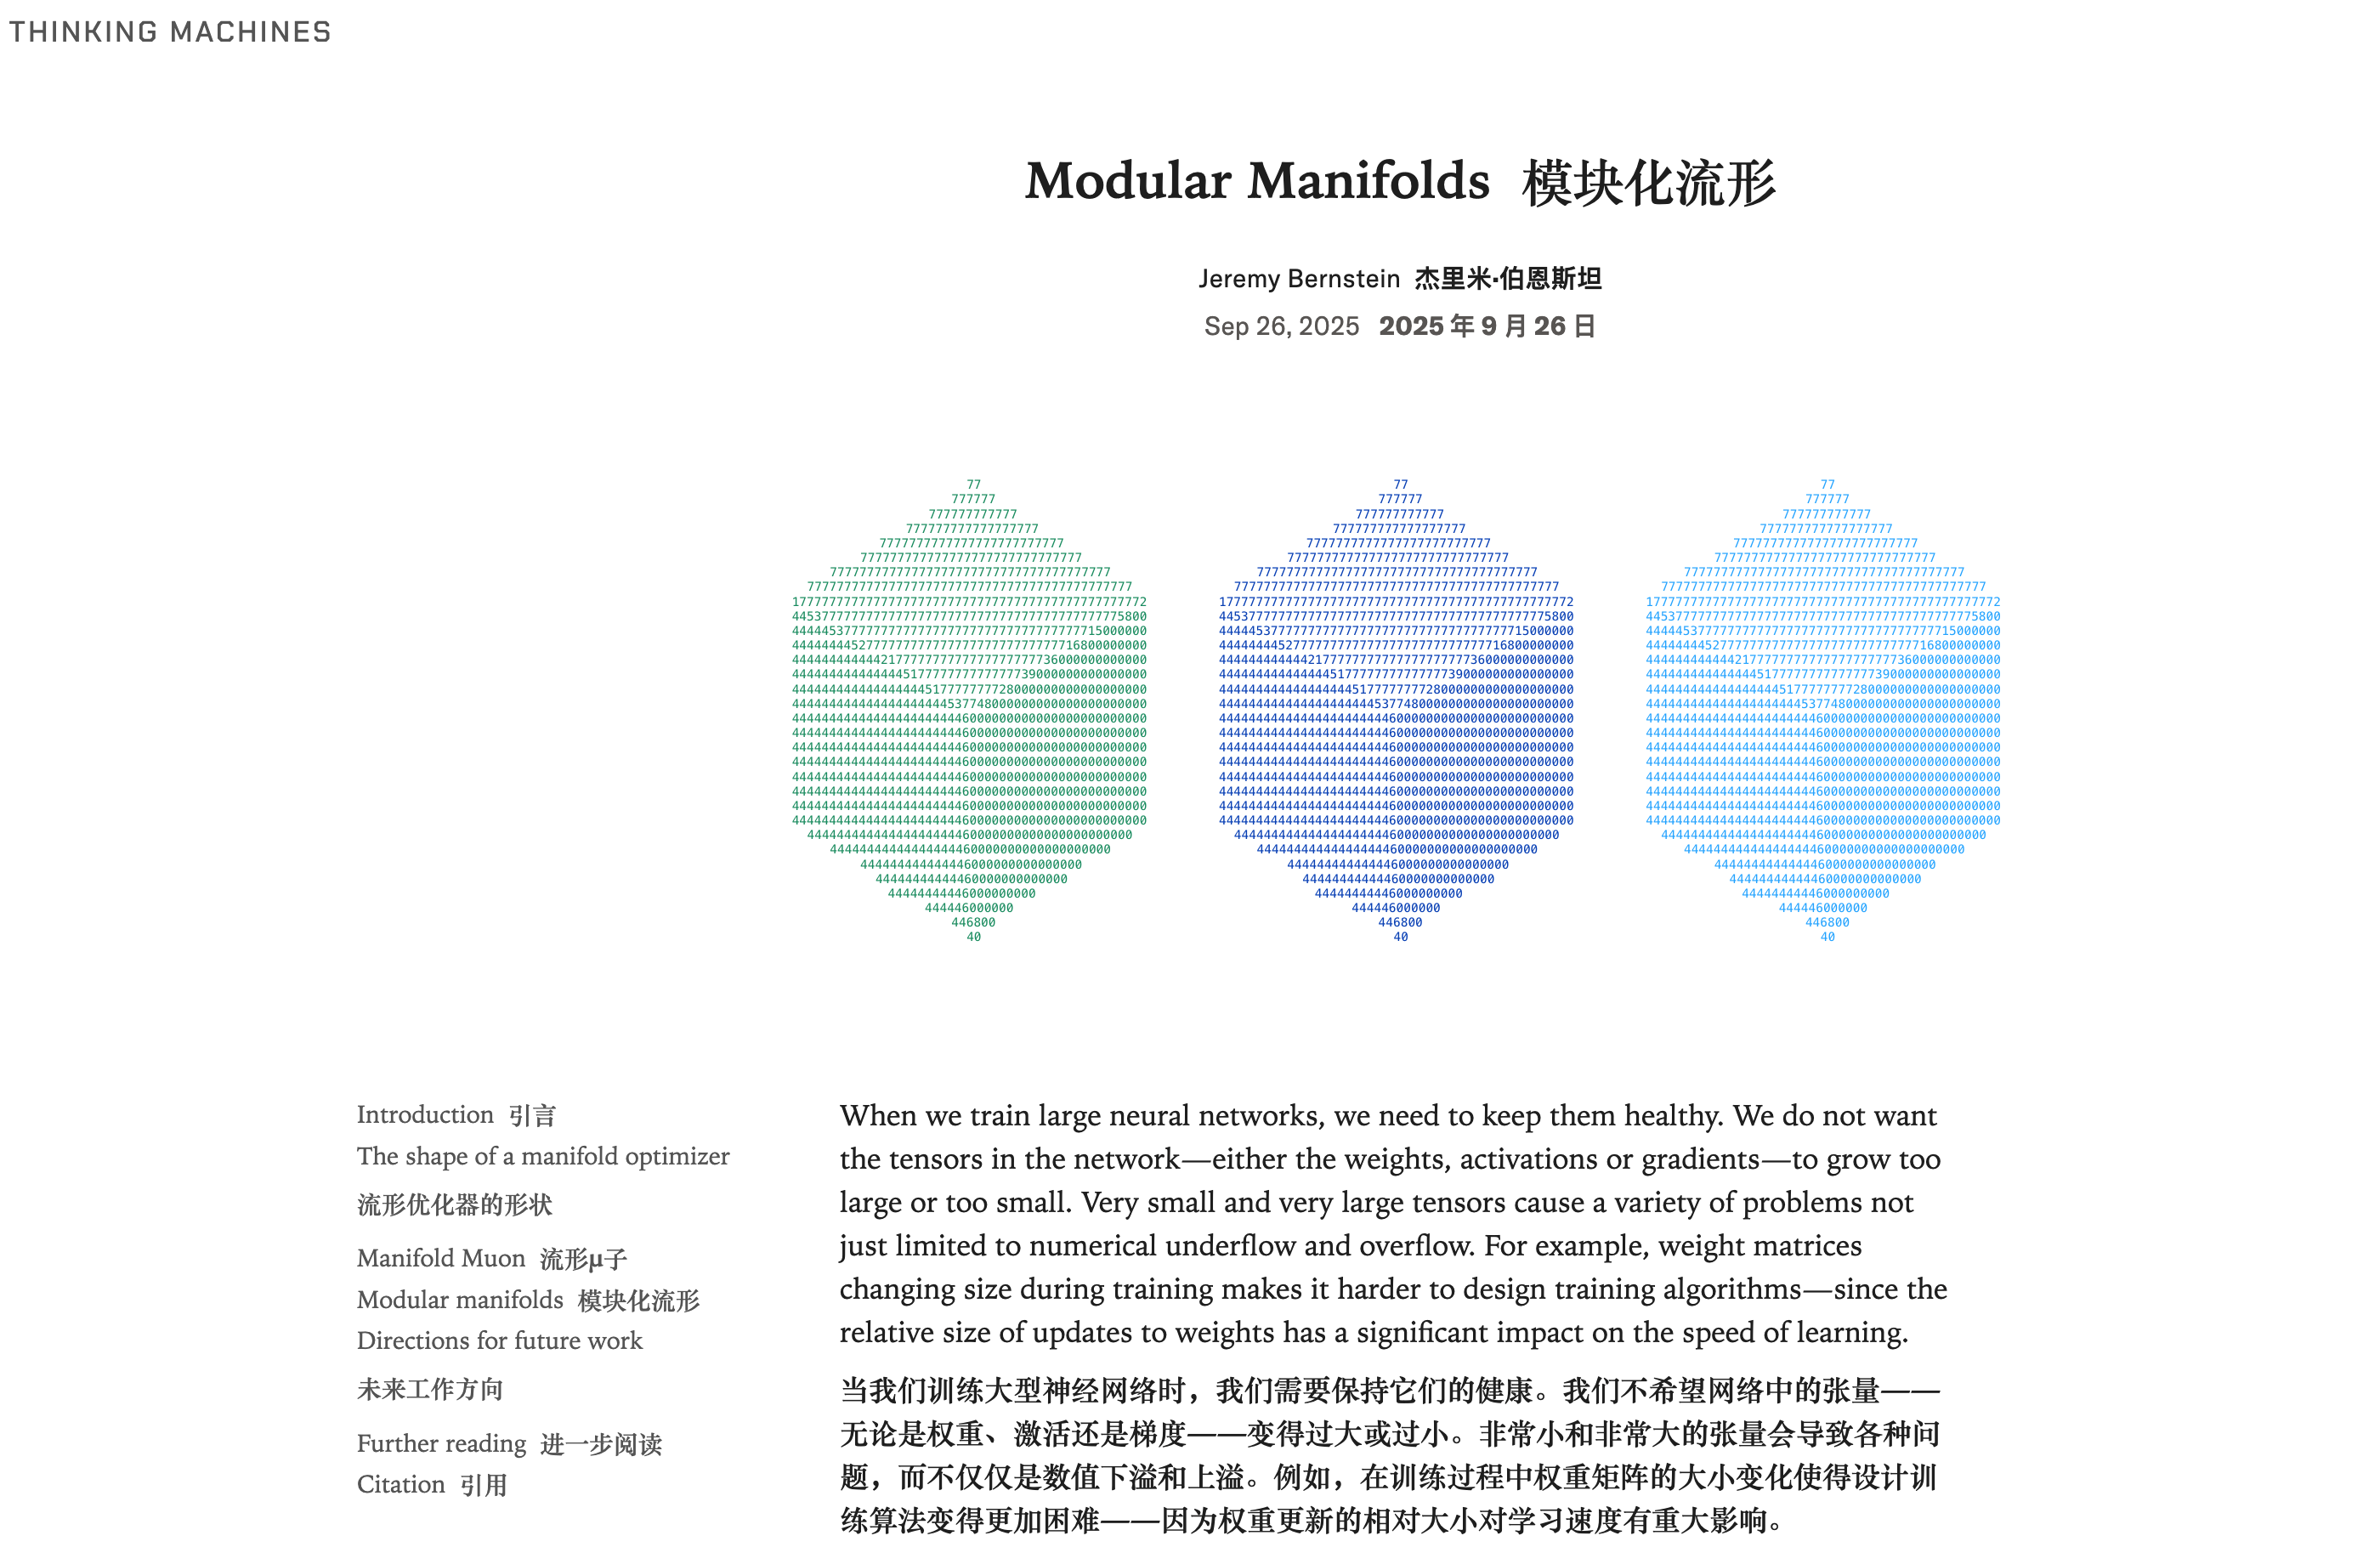 THINKING MACHINES
Modular Manifolds 模块化流形
Jeremy Bernstein 杰里米·伯恩斯坦
Sep 26, 2025 2025 年 9 月 26 日
Introduction 引言
The shape of a manifold optimizer
流形优化器的形状
Manifold Muon 流形μ子
Modular manifolds 模块化流形
Directions for future work
未来工作方向
Further reading 进一步阅读
Citation 引用
When we train large neural networks, we need to keep them healthy. We do not want
the tensors in the network—either the weights, activations or gradients—to grow too
large or too small. Very small and very large tensors cause a variety of problems not
just limited to numerical underflow and overflow. For example, weight matrices
changing size during training makes it harder to design training algorithms—since the
relative size of updates to weights has a significant impact on the speed of learning.
当我们训练大型神经网络时，我们需要保持它们的健康。我们不希望网络中的张量——
无论是权重、激活还是梯度——变得过大或过小。非常小和非常大的张量会导致各种问
题，而不仅仅是数值下溢和上溢。例如，在训练过程中权重矩阵的大小变化使得设计训
练算法变得更加困难——因为权重更新的相对大小对学习速度有重大影响。